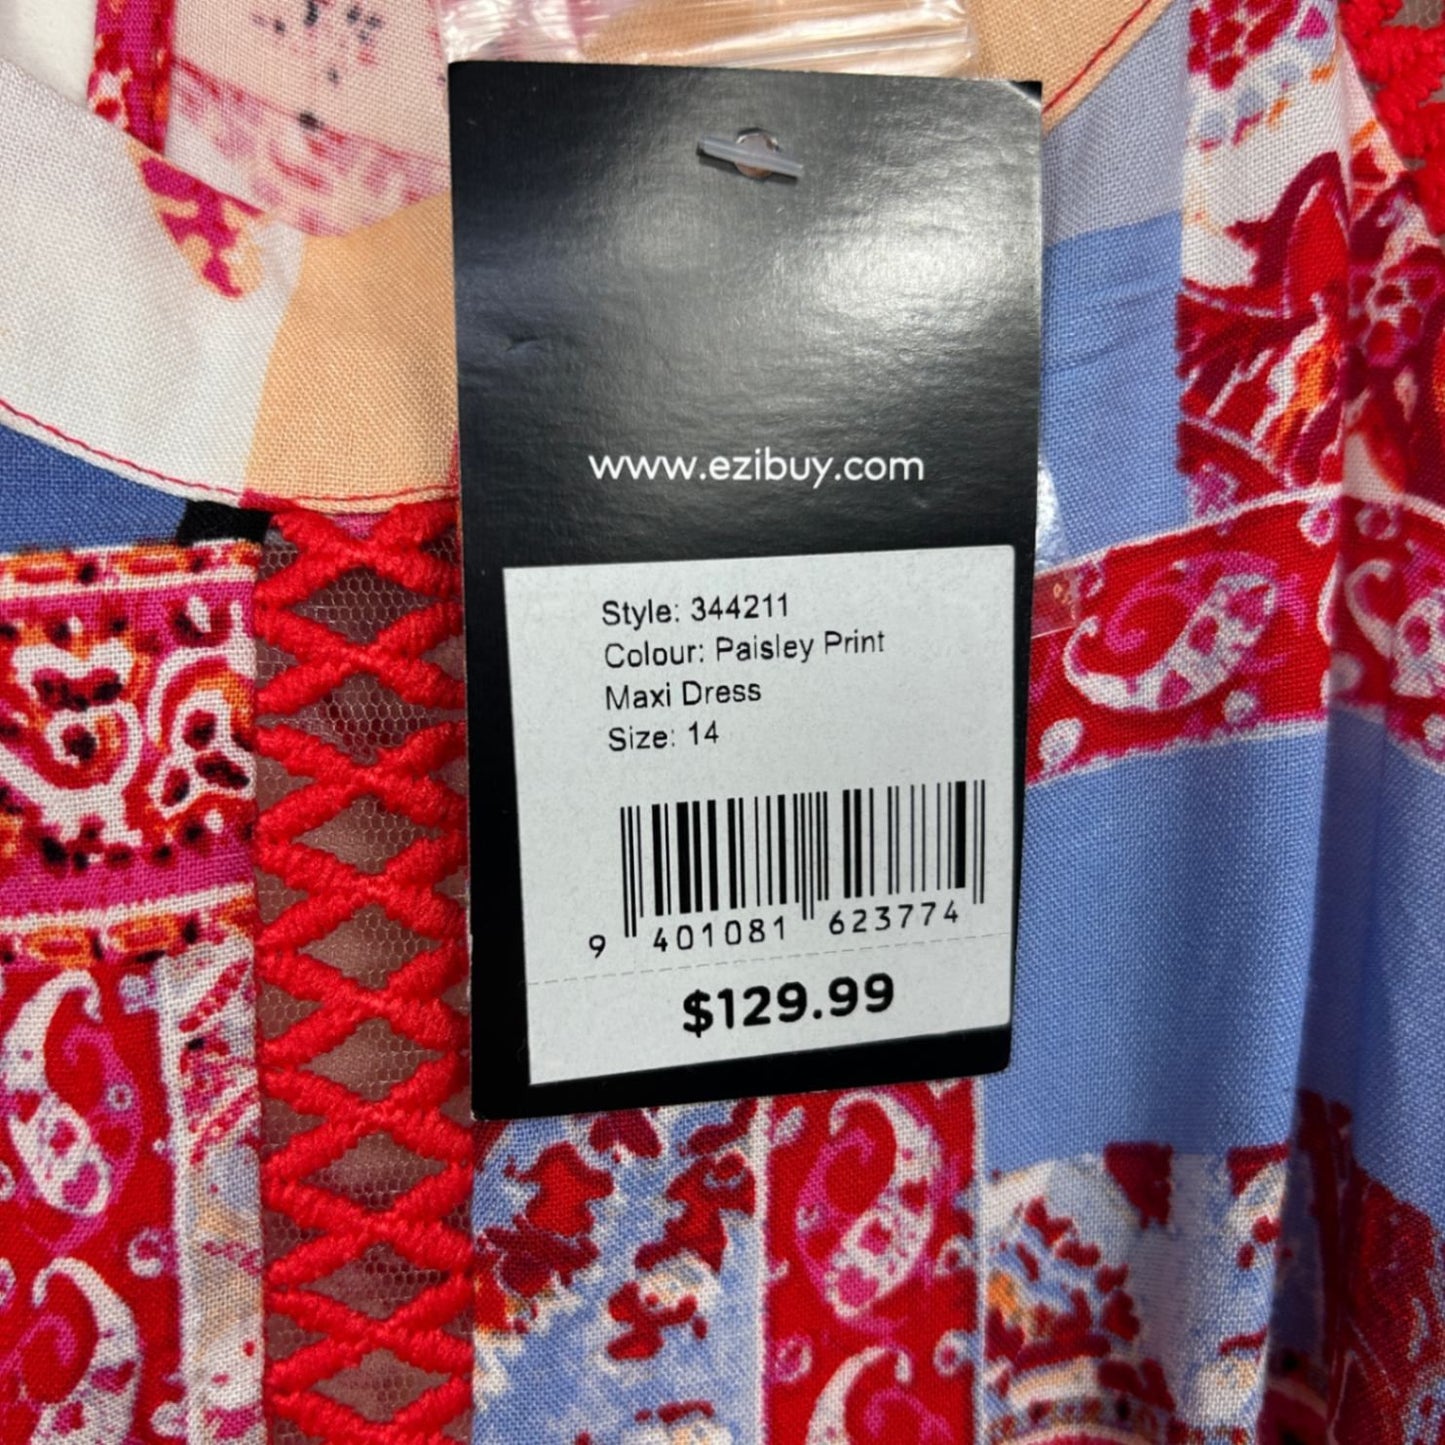 www.ezibuy.com
Style: 344211
Colour: Paisley Print
Maxi Dress
Size: 14
9 401081 623774
$129.99